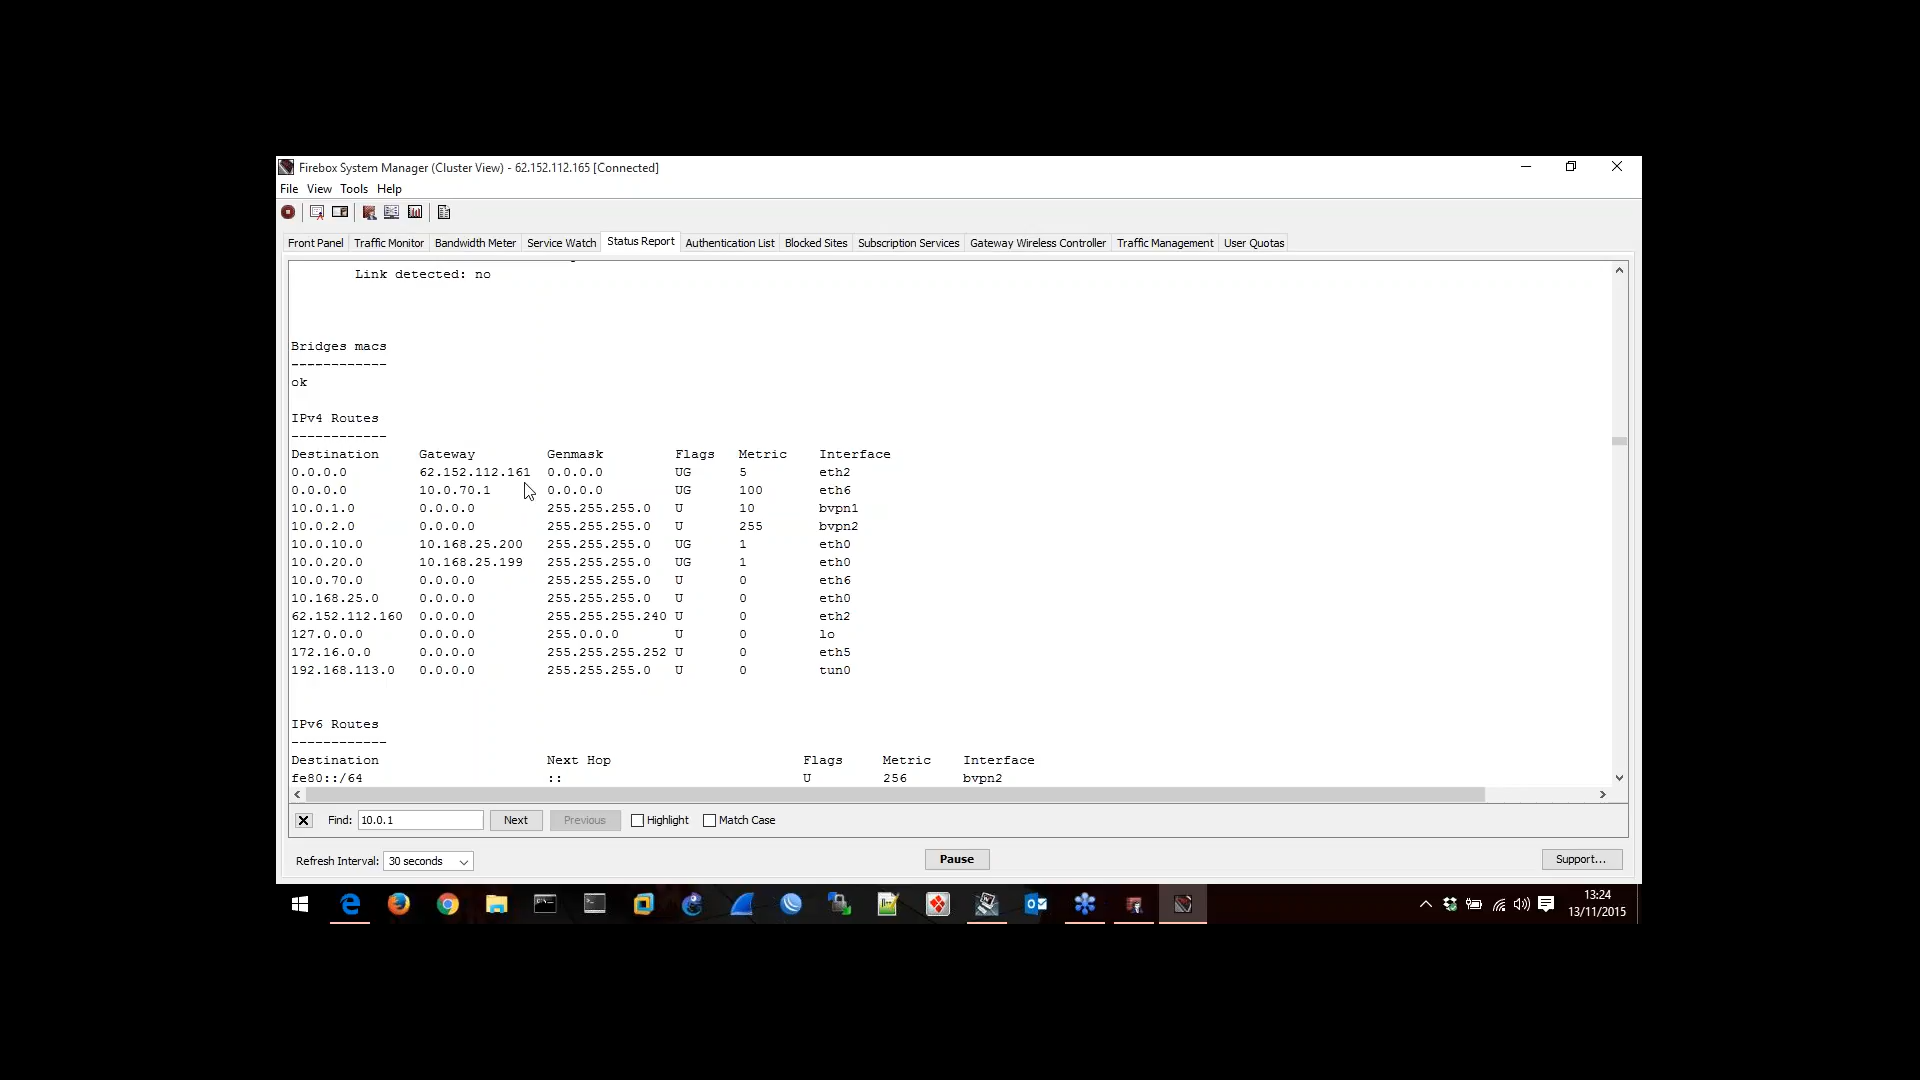 Firebox System Manager (Cluster View) - 62.152.112.165 [Connected]
File View Tools Help
Front Panel Traffic Monitor Bandwidth Meter Service Watch Status Report Authentication List Blocked Sites Subscription Services Gateway Wireless Controller Traffic Management User Quotas
Link detected: no
Bridges macs
------------
ok
IPv4 Routes
------------
Destination Gateway Genmask Flags Metric Interface
0.0.0.0 62.152.112.161 0.0.0.0 UG 5 eth2
0.0.0.0 10.0.70.1 0.0.0.0 UG 100 eth6
10.0.1.0 0.0.0.0 255.255.255.0 U 10 bvpn1
10.0.2.0 0.0.0.0 255.255.255.0 U 255 bvpn2
10.0.10.0 10.168.25.200 255.255.255.0 UG 1 eth0
10.0.20.0 10.168.25.199 255.255.255.0 UG 1 eth0
10.0.70.0 0.0.0.0 255.255.255.0 U 0 eth6
10.168.25.0 0.0.0.0 255.255.255.0 U 0 eth0
62.152.112.160 0.0.0.0 255.255.255.240 U 0 eth2
127.0.0.0 0.0.0.0 255.0.0.0 U 0 lo
172.16.0.0 0.0.0.0 255.255.255.252 U 0 eth5
192.168.113.0 0.0.0.0 255.255.255.0 U 0 tun0
IPv6 Routes
------------
Destination Next Hop Flags Metric Interface
fe80::/64 :: U 256 bvpn2
Find: 10.0.1 Next Previous Highlight Match Case
Refresh Interval: 30 seconds Pause Support...
13:24
13/11/2015